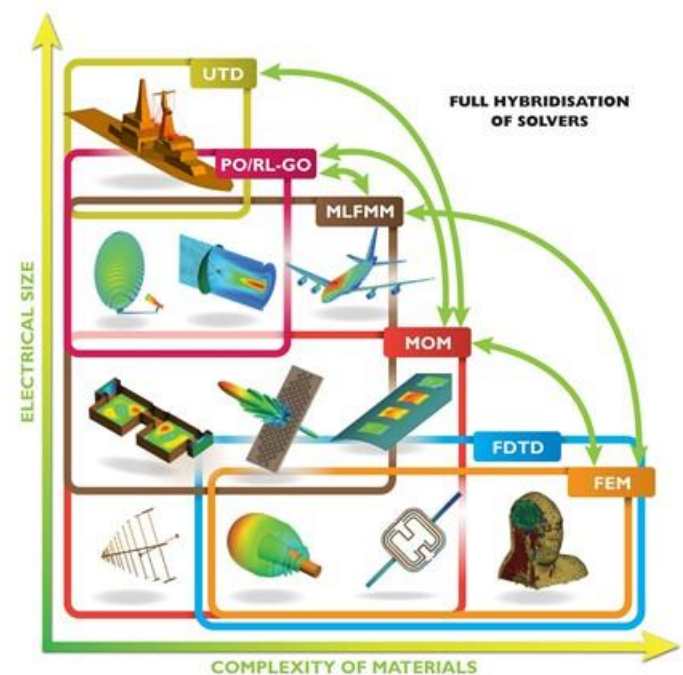 UTD
FULL HYBRIDISATION
OF SOLVERS
PO/RL-GO
MLFMM
MOM
FDTD
FEM
ELECTRICAL SIZE
COMPLEXITY OF MATERIALS